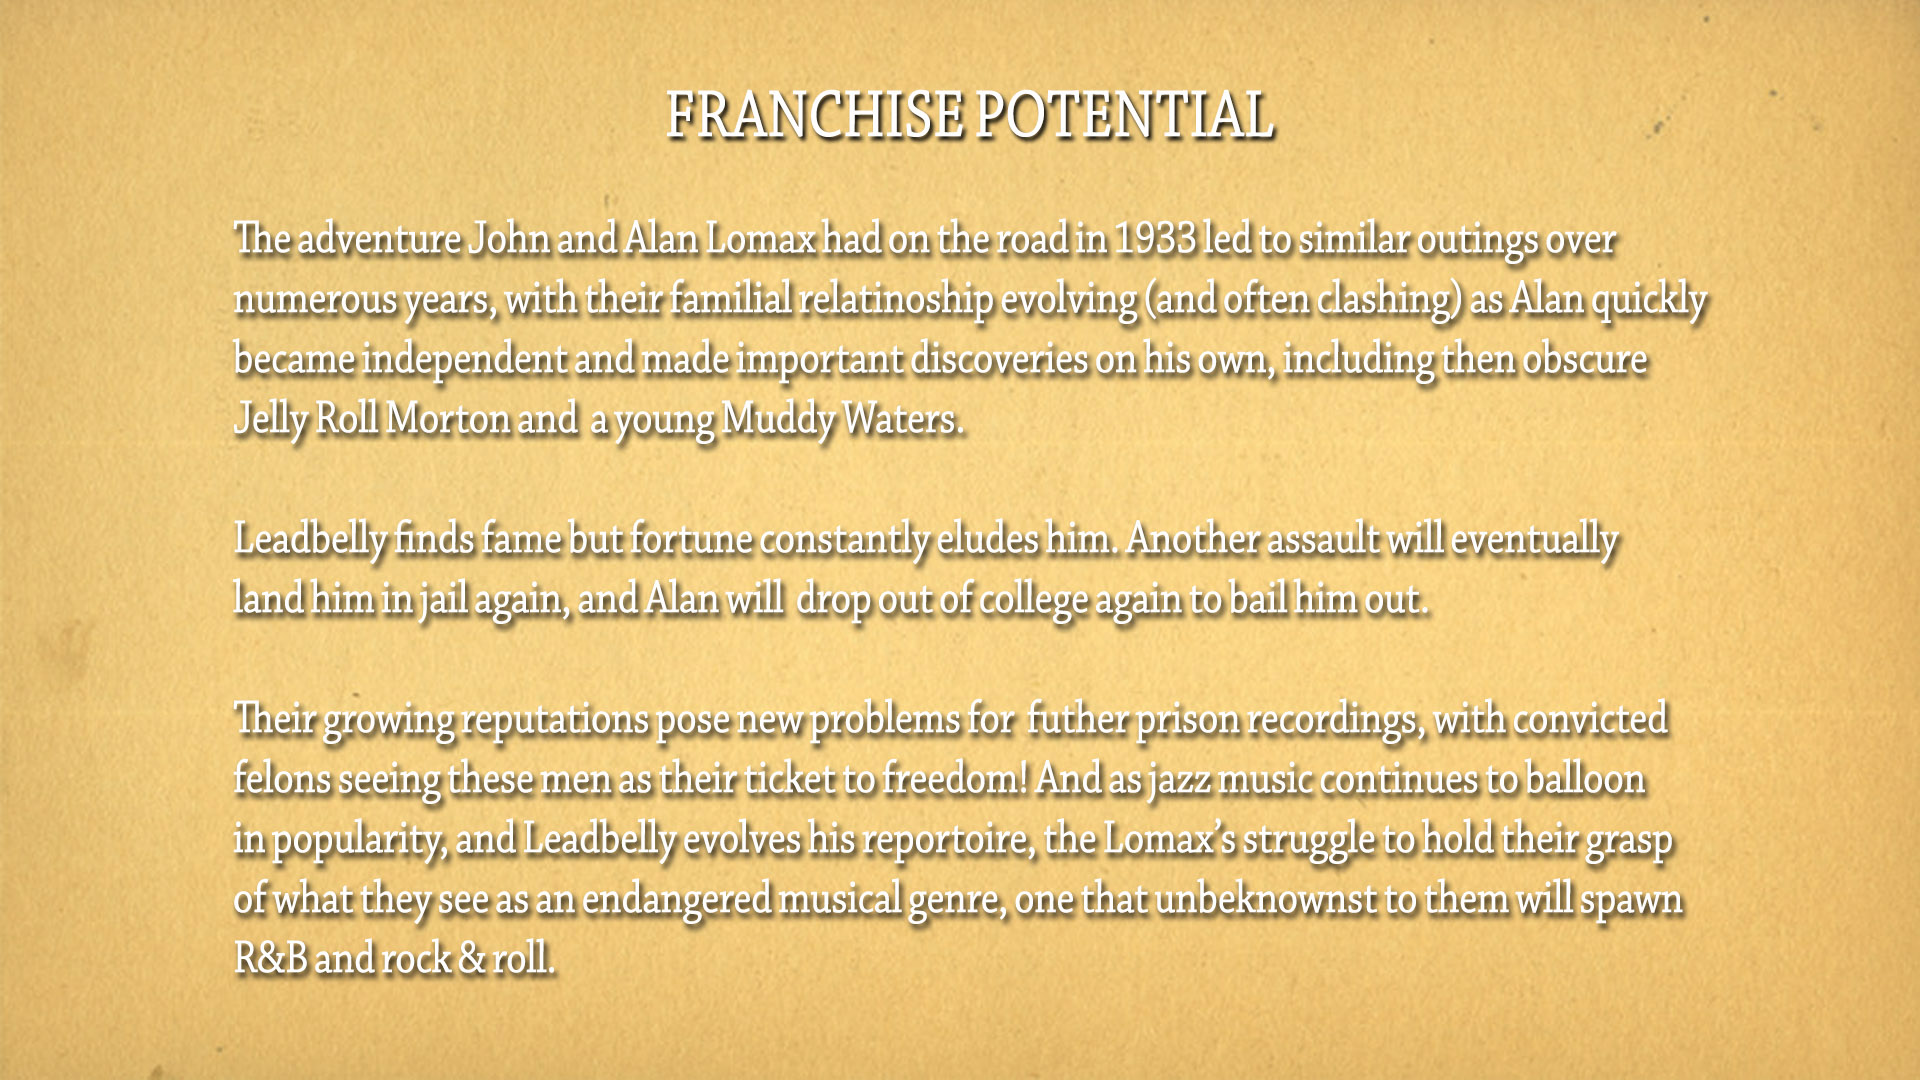 FRANCHISE POTENTIAL
The adventure John and Alan Lomax had on the road in 1933 led to similar outings over
numerous years, with their familial relatinoship evolving (and often clashing) as Alan quickly
became independent and made important discoveries on his own, including then obscure
Jelly Roll Morton and  a young Muddy Waters.
Leadbelly finds fame but fortune constantly eludes him. Another assault will eventually
land him in jail again, and Alan will  drop out of college again to bail him out.
Their growing reputations pose new problems for  futher prison recordings, with convicted
felons seeing these men as their ticket to freedom! And as jazz music continues to balloon
in popularity, and Leadbelly evolves his reportoire, the Lomax’s struggle to hold their grasp
of what they see as an endangered musical genre, one that unbeknownst to them will spawn
R&B and rock & roll.